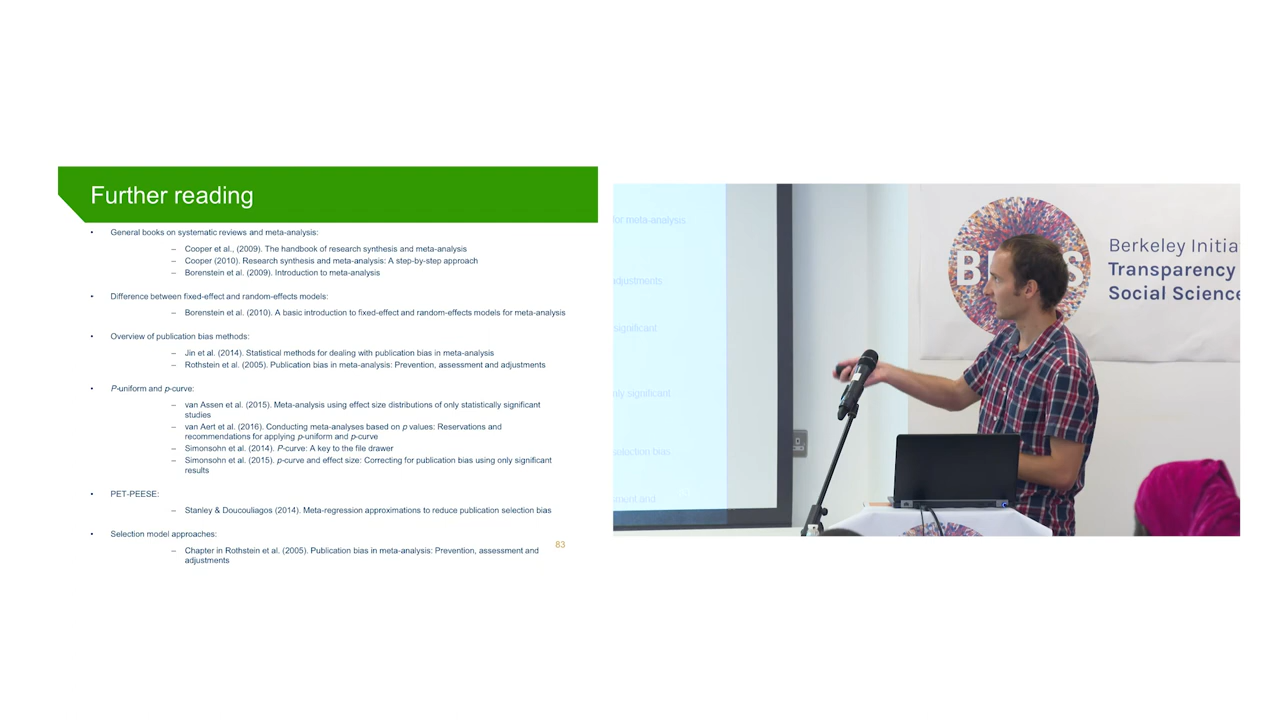 Further reading
• General books on systematic reviews and meta-analysis:
– Cooper et al., (2009). The handbook of research synthesis and meta-analysis
– Cooper (2010). Research synthesis and meta-analysis: A step-by-step approach
– Borenstein et al. (2009). Introduction to meta-analysis
• Difference between fixed-effect and random-effects models:
– Borenstein et al. (2010). A basic introduction to fixed-effect and random-effects models for meta-analysis
• Overview of publication bias methods:
– Jin et al. (2014). Statistical methods for dealing with publication bias in meta-analysis
– Rothstein et al. (2005). Publication bias in meta-analysis: Prevention, assessment and adjustments
• P-uniform and p-curve:
– van Assen et al. (2015). Meta-analysis using effect size distributions of only statistically significant
studies
– van Aert et al. (2016). Conducting meta-analyses based on p values: Reservations and
recommendations for applying p-uniform and p-curve
– Simonsohn et al. (2014). P-curve: A key to the file drawer
– Simonsohn et al. (2015). p-curve and effect size: Correcting for publication bias using only significant
results
• PET-PEESE:
– Stanley & Doucouliagos (2014). Meta-regression approximations to reduce publication selection bias
• Selection model approaches:
– Chapter in Rothstein et al. (2005). Publication bias in meta-analysis: Prevention, assessment and
adjustments
83
for meta-analysis
adjustments
significant
only significant
selection bias
and
Berkeley Initia
Transparency
Social Science